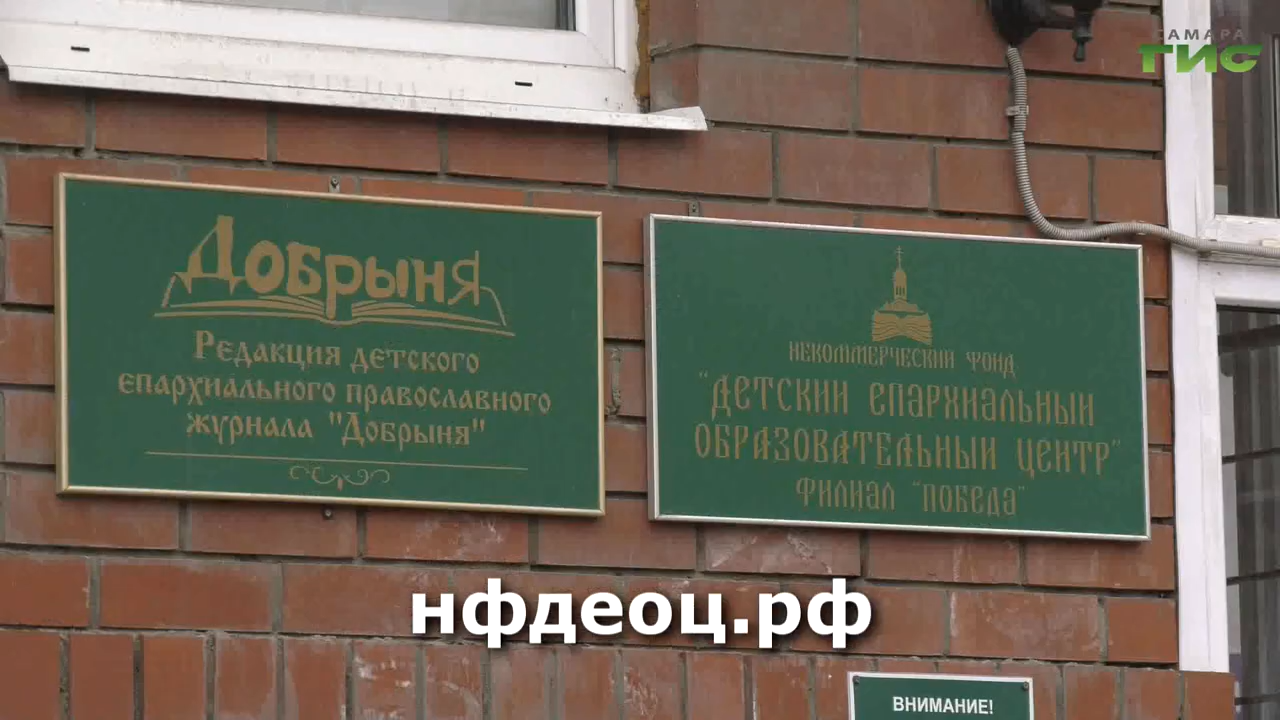 САМАРА
ГИС
Добрыня
Редакция детского
епархиального православного
журнала "Добрыня"
НЕКОММЕРЧЕСКИЙ ФОНД
"ДЕТСКИЙ ЕПАРХИАЛЬНЫЙ
ОБРАЗОВАТЕЛЬНЫЙ ЦЕНТР"
ФИЛИАЛ "ПОБЕДА"
нфдеоц.рф
ВНИМАНИЕ!